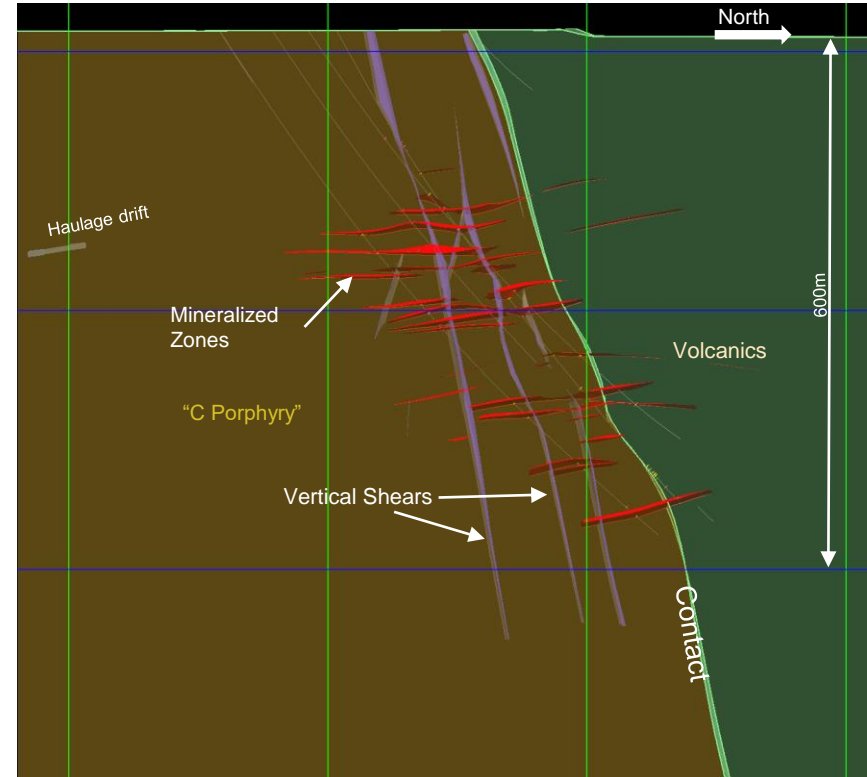 North
Haulage drift
600m
Mineralized
Zones
Volcanics
“C Porphyry”
Vertical Shears
Contact